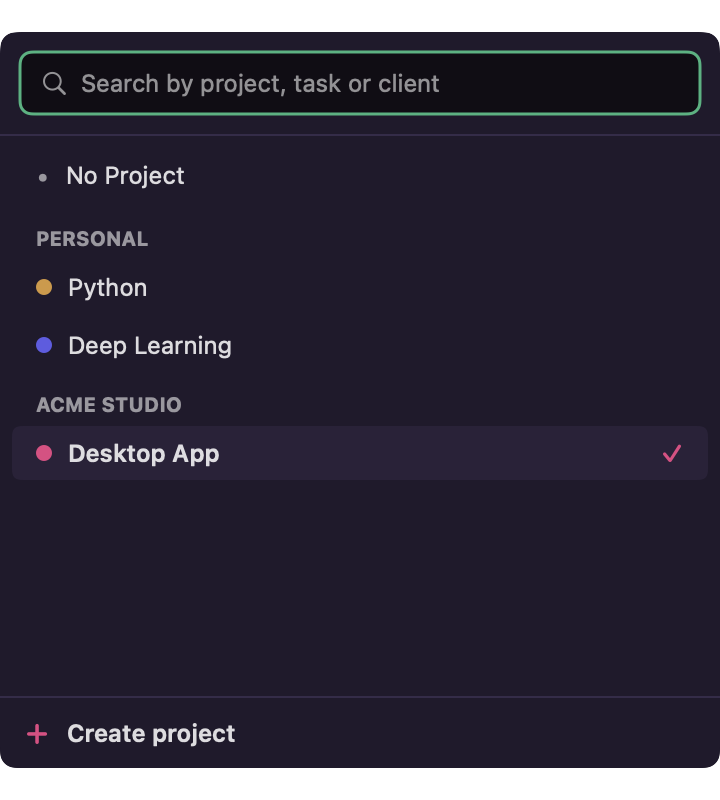 Search by project, task or client
No Project
PERSONAL
Python
Deep Learning
ACME STUDIO
Desktop App
Create project